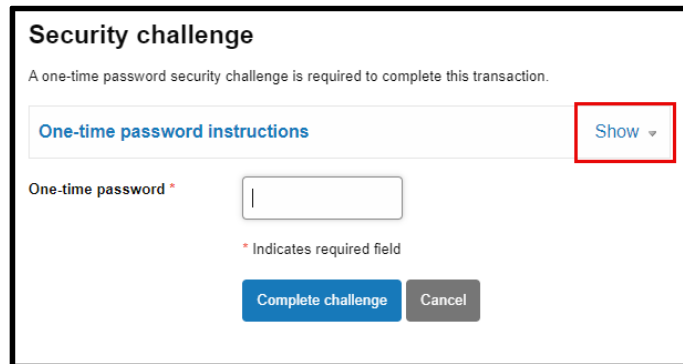 Security challenge
A one-time password security challenge is required to complete this transaction.
One-time password instructions Show
One-time password *
* Indicates required field
Complete challenge Cancel